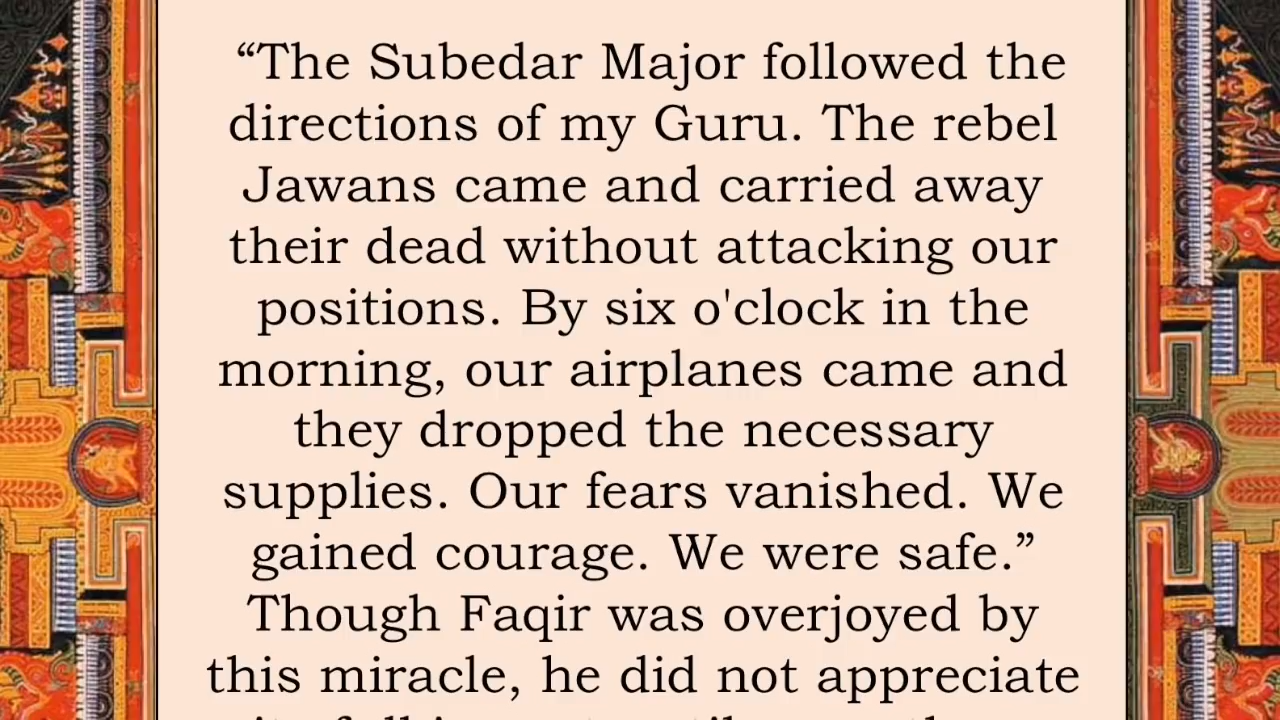 “The Subedar Major followed the
directions of my Guru. The rebel
Jawans came and carried away
their dead without attacking our
positions. By six o'clock in the
morning, our airplanes came and
they dropped the necessary
supplies. Our fears vanished. We
gained courage. We were safe.”
Though Faqir was overjoyed by
this miracle, he did not appreciate